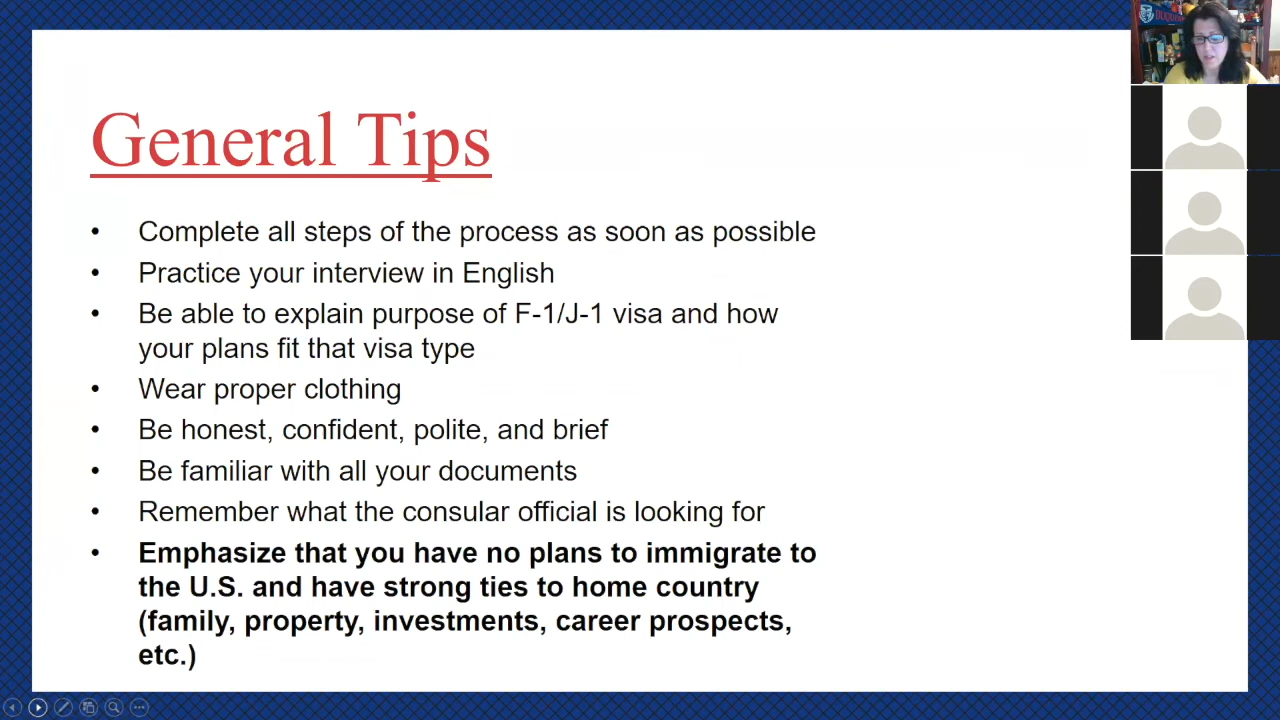 General Tips
• Complete all steps of the process as soon as possible
• Practice your interview in English
• Be able to explain purpose of F-1/J-1 visa and how
your plans fit that visa type
• Wear proper clothing
• Be honest, confident, polite, and brief
• Be familiar with all your documents
• Remember what the consular official is looking for
• Emphasize that you have no plans to immigrate to
the U.S. and have strong ties to home country
(family, property, investments, career prospects,
etc.)